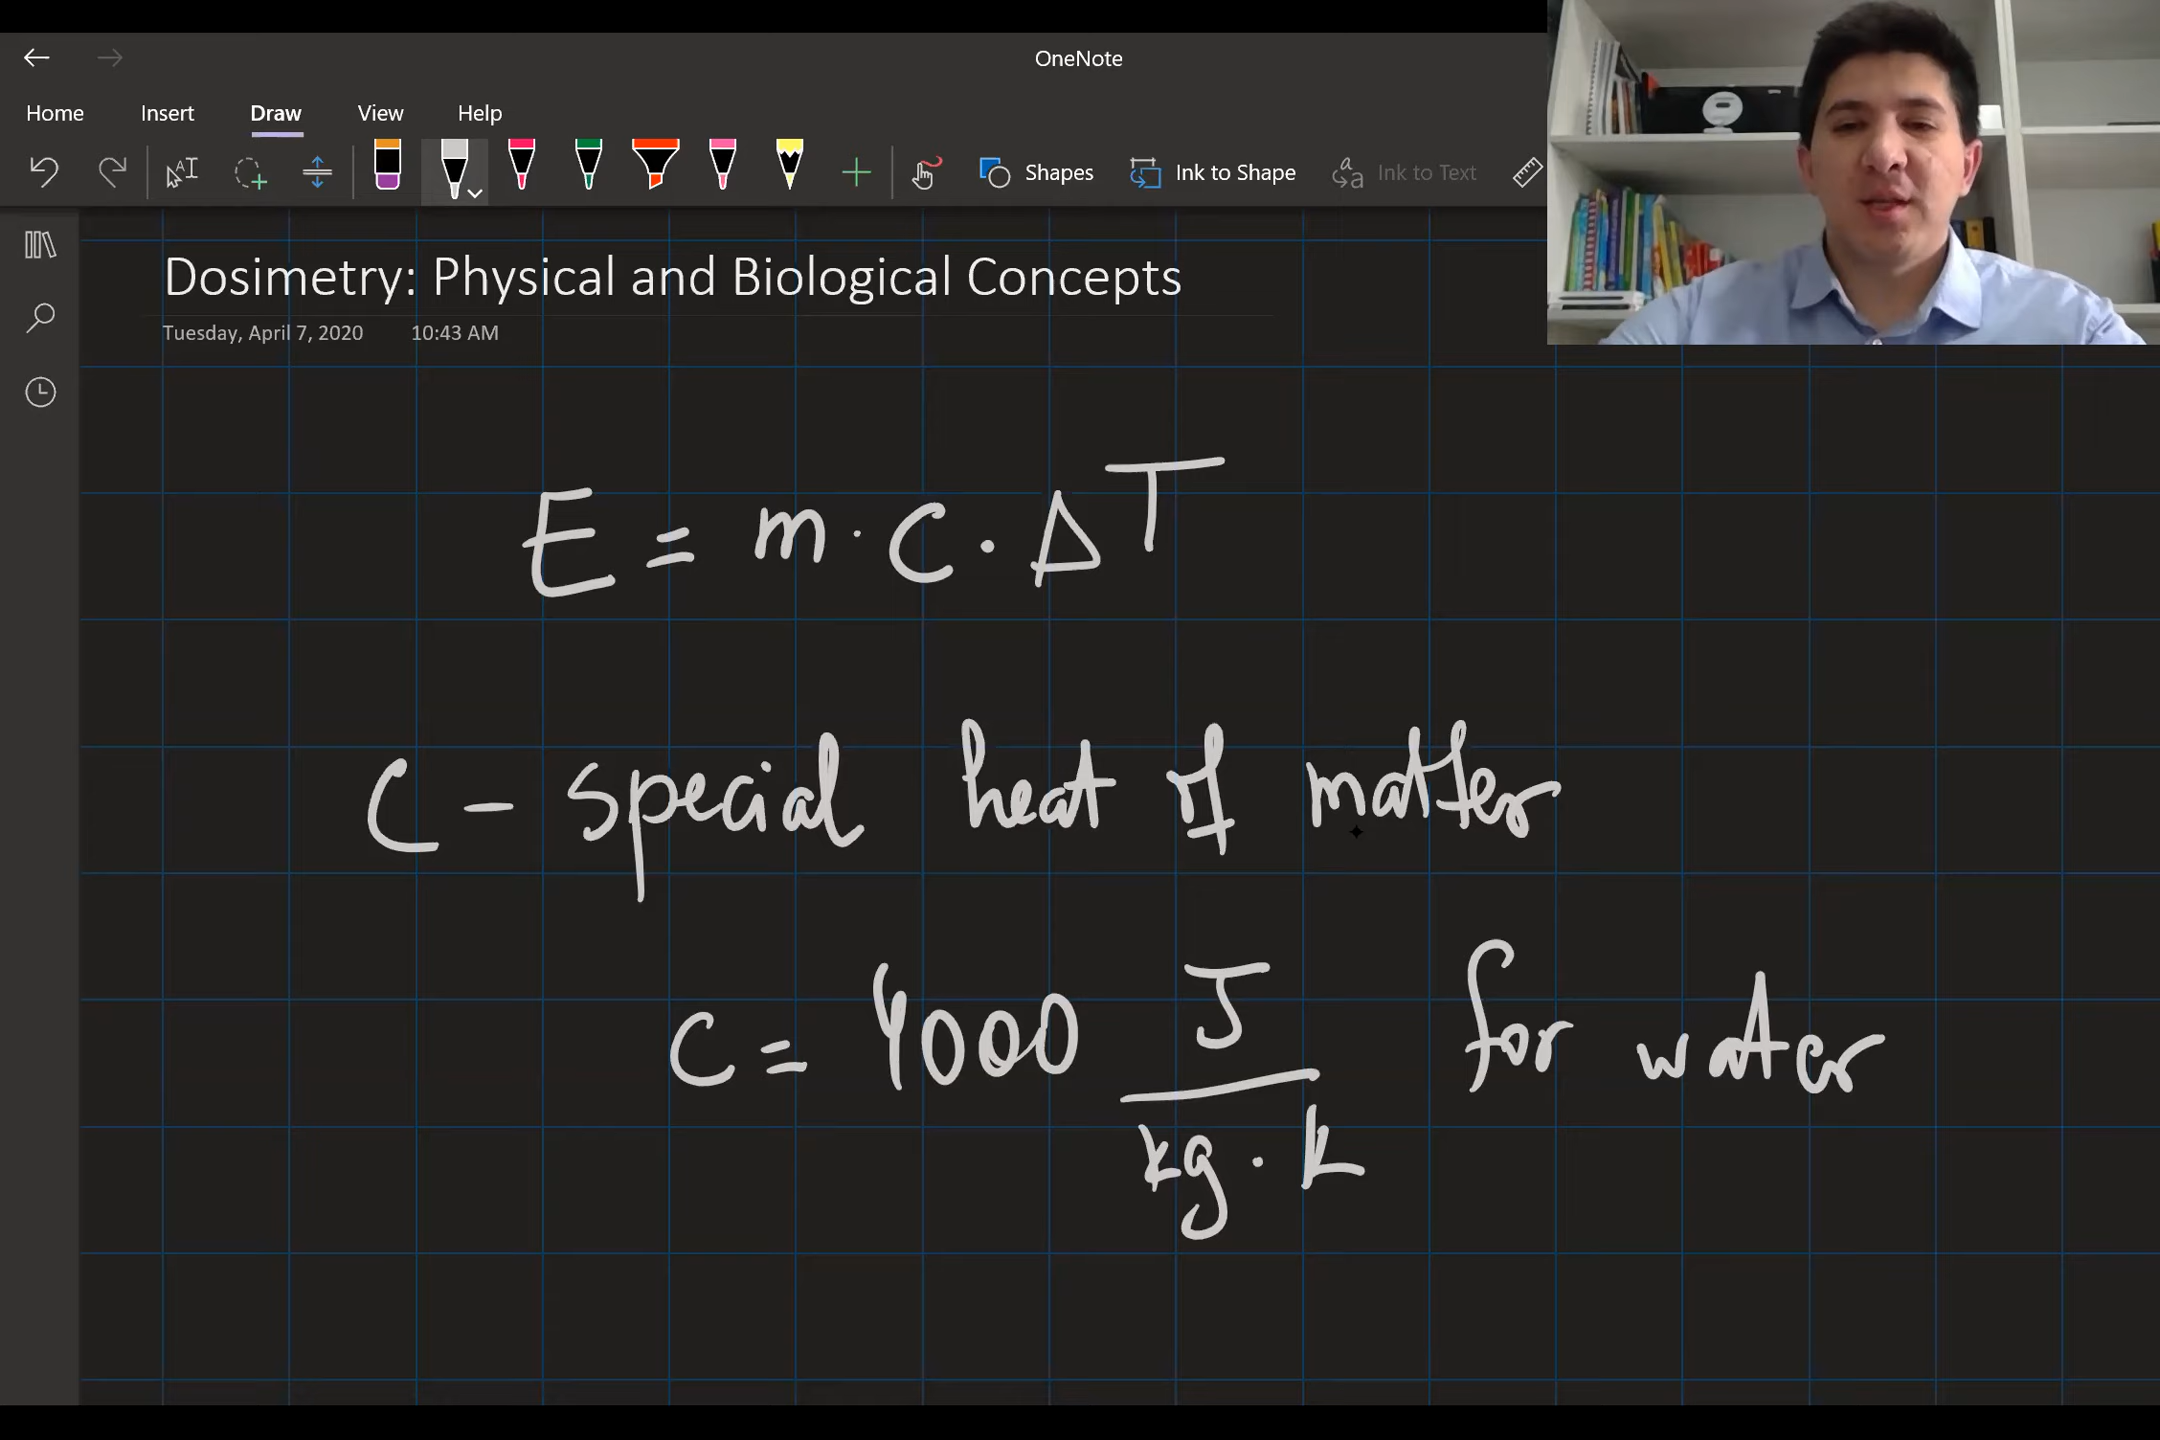 OneNote
Home Insert Draw View Help
Shapes Ink to Shape Ink to Text
Dosimetry: Physical and Biological Concepts
Tuesday, April 7, 2020 10:43 AM
E = m · c · ΔT
C - special heat of matter
c = 4000 J
for water
kg · k